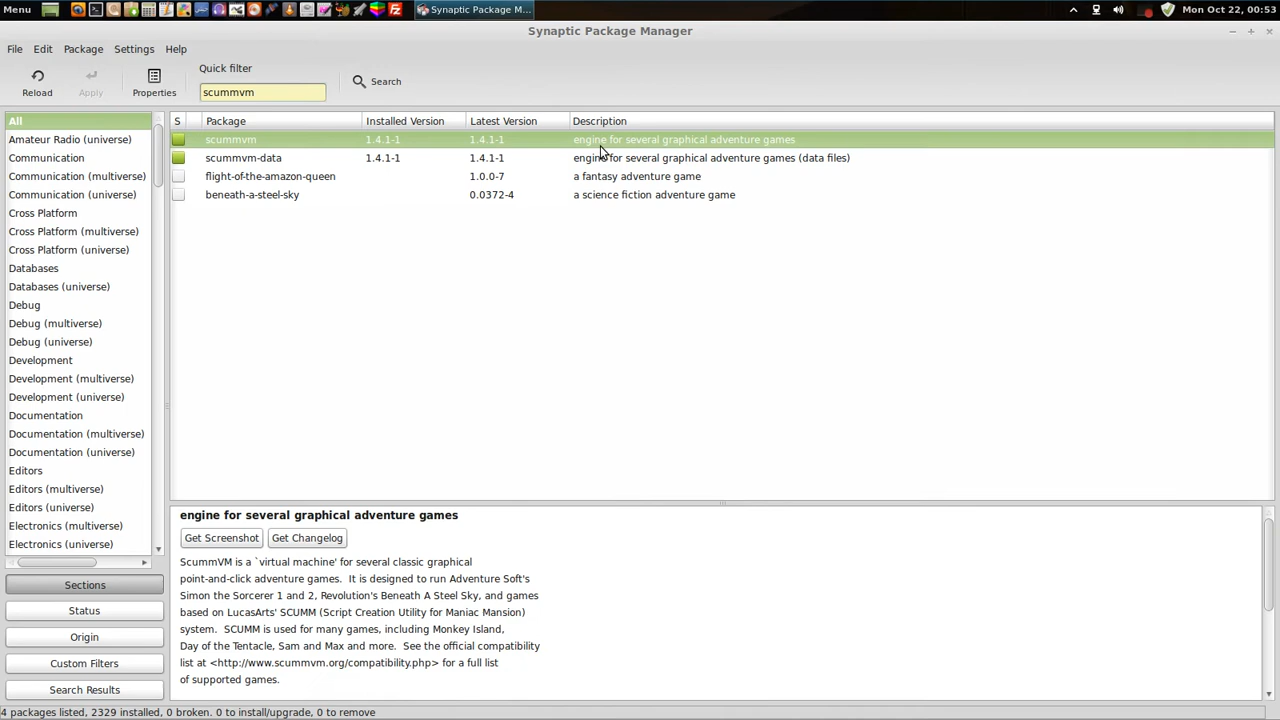 Menu Synaptic Package M... Mon Oct 22, 00:53
Synaptic Package Manager
File Edit Package Settings Help
Quick filter
Reload Apply Properties scummvm Search
All
Amateur Radio (universe)
Communication
Communication (multiverse)
Communication (universe)
Cross Platform
Cross Platform (multiverse)
Cross Platform (universe)
Databases
Databases (universe)
Debug
Debug (multiverse)
Debug (universe)
Development
Development (multiverse)
Development (universe)
Documentation
Documentation (multiverse)
Documentation (universe)
Editors
Editors (multiverse)
Editors (universe)
Electronics (multiverse)
Electronics (universe)
Sections
Status
Origin
Custom Filters
Search Results
S Package Installed Version Latest Version Description
scummvm 1.4.1-1 1.4.1-1 engine for several graphical adventure games
scummvm-data 1.4.1-1 1.4.1-1 engine for several graphical adventure games (data files)
flight-of-the-amazon-queen 1.0.0-7 a fantasy adventure game
beneath-a-steel-sky 0.0372-4 a science fiction adventure game
engine for several graphical adventure games
Get Screenshot Get Changelog
ScummVM is a `virtual machine' for several classic graphical
point-and-click adventure games. It is designed to run Adventure Soft's
Simon the Sorcerer 1 and 2, Revolution's Beneath A Steel Sky, and games
based on LucasArts' SCUMM (Script Creation Utility for Maniac Mansion)
system. SCUMM is used for many games, including Monkey Island,
Day of the Tentacle, Sam and Max and more. See the official compatibility
list at <http://www.scummvm.org/compatibility.php> for a full list
of supported games.
4 packages listed, 2329 installed, 0 broken. 0 to install/upgrade, 0 to remove